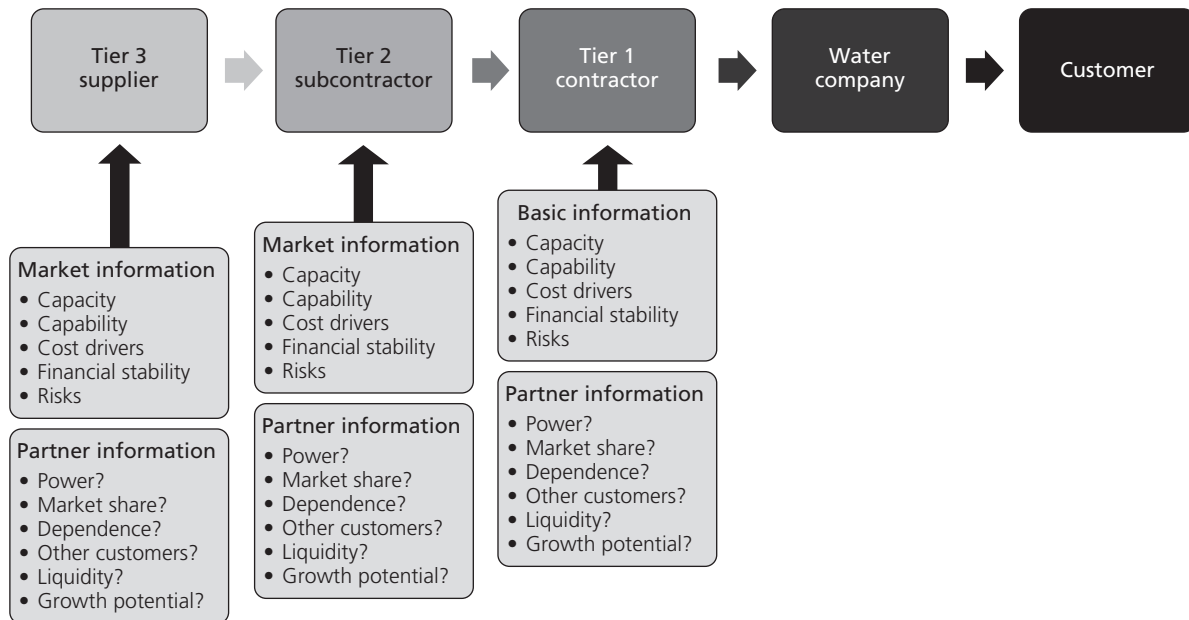 Tier 3
supplier
Tier 2
subcontractor
Tier 1
contractor
Water
company
Customer
Market information
• Capacity
• Capability
• Cost drivers
• Financial stability
• Risks
Partner information
• Power?
• Market share?
• Dependence?
• Other customers?
• Liquidity?
• Growth potential?
Market information
• Capacity
• Capability
• Cost drivers
• Financial stability
• Risks
Partner information
• Power?
• Market share?
• Dependence?
• Other customers?
• Liquidity?
• Growth potential?
Basic information
• Capacity
• Capability
• Cost drivers
• Financial stability
• Risks
Partner information
• Power?
• Market share?
• Dependence?
• Other customers?
• Liquidity?
• Growth potential?